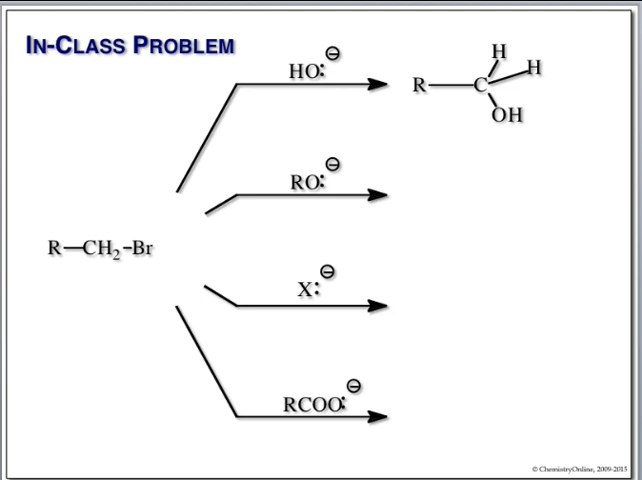 IN-CLASS PROBLEM
HO:⊖
R—C
H
H
OH
RO:⊖
R—CH₂–Br
X:⊖
RCOO:⊖
© ChemistryOnline, 2009-2015